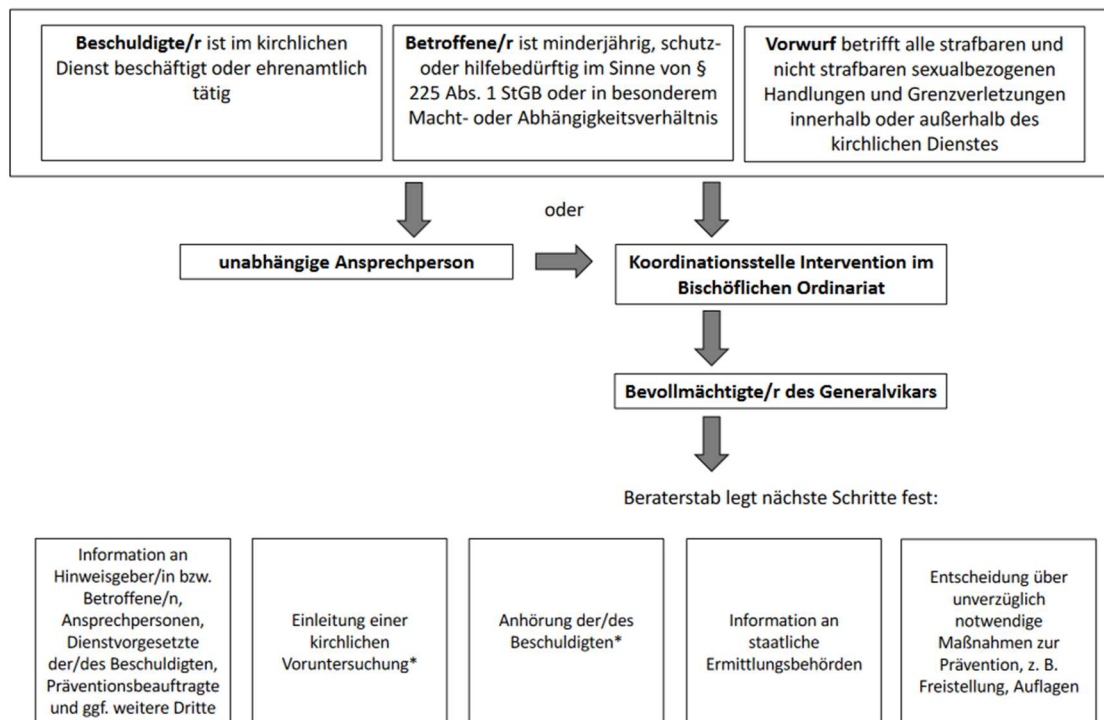 Beschuldigte/r ist im kirchlichen
Dienst beschäftigt oder ehrenamtlich
tätig
Betroffene/r ist minderjährig, schutz-
oder hilfebedürftig im Sinne von §
225 Abs. 1 StGB oder in besonderem
Macht- oder Abhängigkeitsverhältnis
Vorwurf betrifft alle strafbaren und
nicht strafbaren sexualbezogenen
Handlungen und Grenzverletzungen
innerhalb oder außerhalb des
kirchlichen Dienstes
oder
unabhängige Ansprechperson
Koordinationsstelle Intervention im
Bischöflichen Ordinariat
Bevollmächtigte/r des Generalvikars
Beraterstab legt nächste Schritte fest:
Information an
Hinweisgeber/in bzw.
Betroffene/n,
Ansprechpersonen,
Dienstvorgesetzte
der/des Beschuldigten,
Präventionsbeauftragte
und ggf. weitere Dritte
Einleitung einer
kirchlichen
Voruntersuchung*
Anhörung der/des
Beschuldigten*
Information an
staatliche
Ermittlungsbehörden
Entscheidung über
unverzüglich
notwendige
Maßnahmen zur
Prävention, z. B.
Freistellung, Auflagen